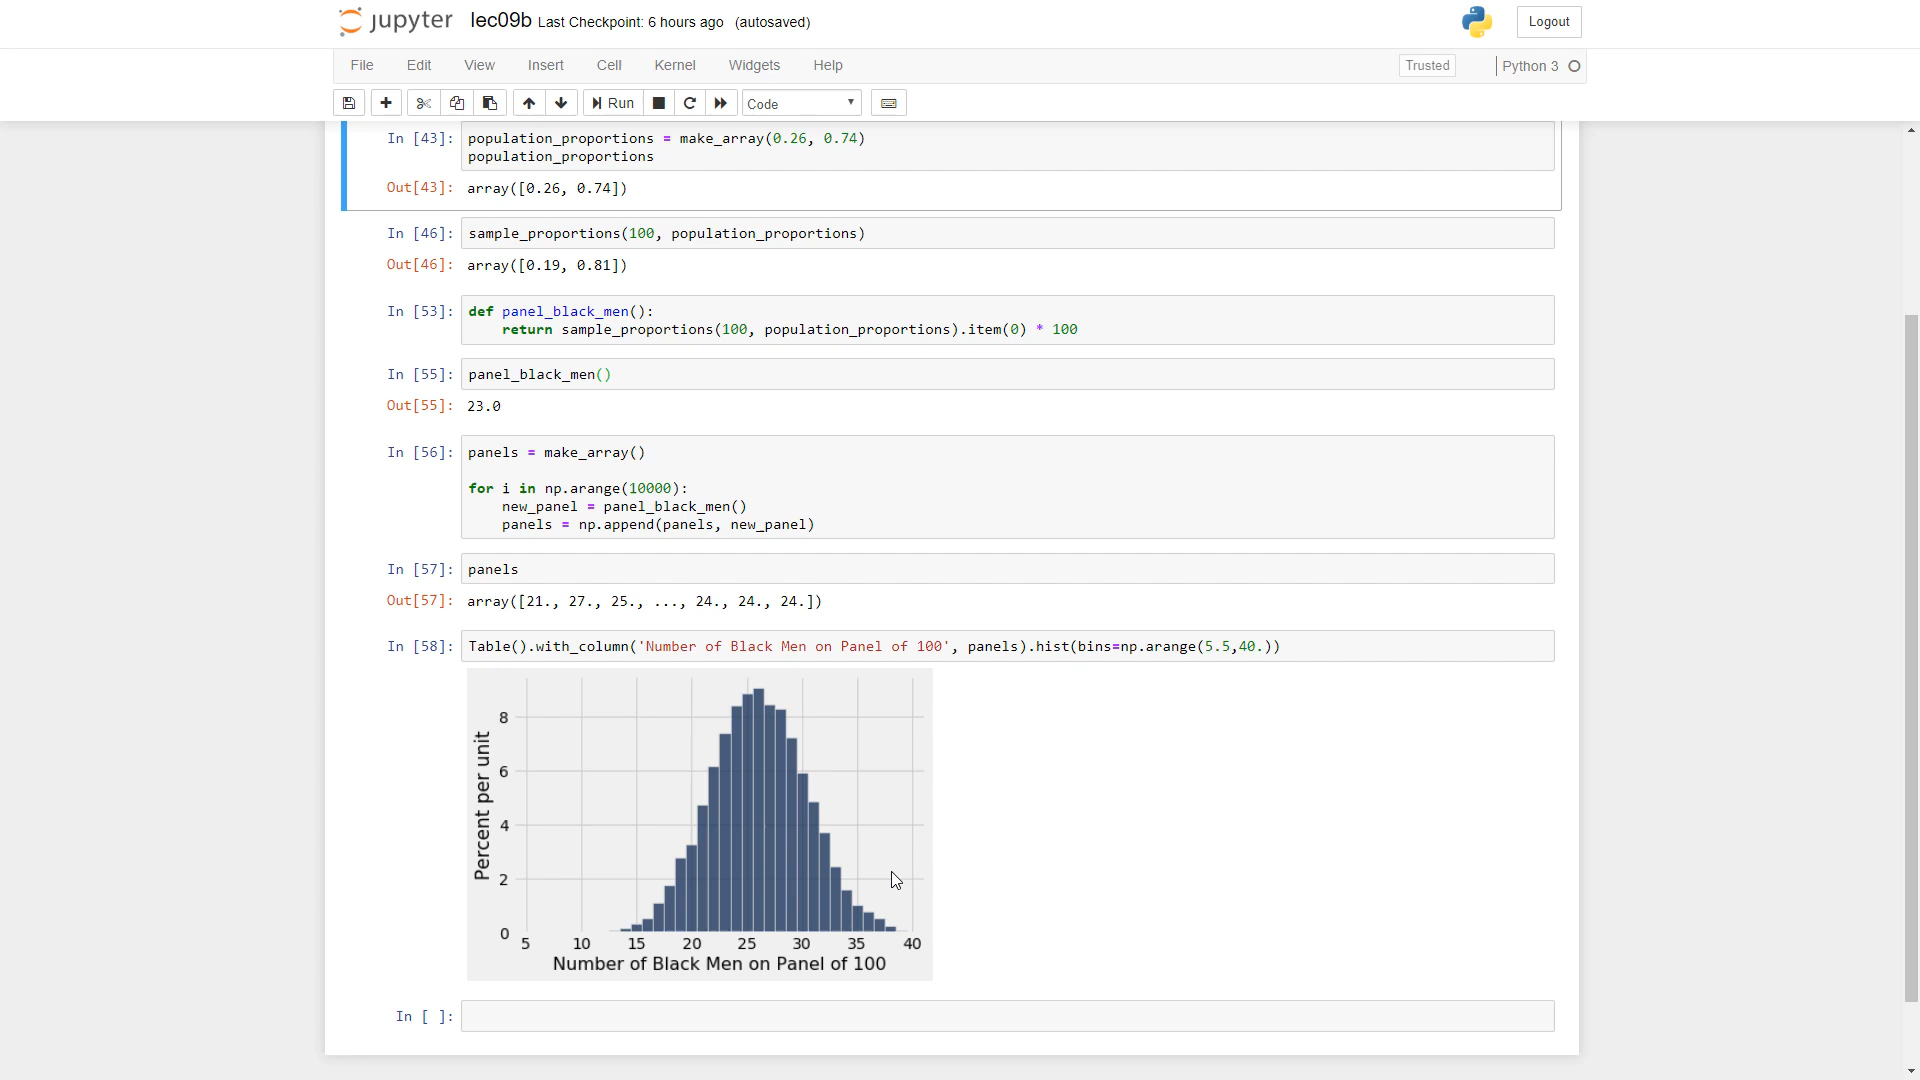 jupyter lec09b Last Checkpoint: 6 hours ago (autosaved) Logout
File Edit View Insert Cell Kernel Widgets Help Trusted Python 3
Run Code
In [43]: population_proportions = make_array(0.26, 0.74)
population_proportions
Out[43]: array([0.26, 0.74])
In [46]: sample_proportions(100, population_proportions)
Out[46]: array([0.19, 0.81])
In [53]: def panel_black_men():
    return sample_proportions(100, population_proportions).item(0) * 100
In [55]: panel_black_men()
Out[55]: 23.0
In [56]: panels = make_array()
for i in np.arange(10000):
    new_panel = panel_black_men()
    panels = np.append(panels, new_panel)
In [57]: panels
Out[57]: array([21., 27., 25., ..., 24., 24., 24.])
In [58]: Table().with_column('Number of Black Men on Panel of 100', panels).hist(bins=np.arange(5.5,40.))
Percent per unit
8
6
4
2
0
5 10 15 20 25 30 35 40
Number of Black Men on Panel of 100
In [ ]: